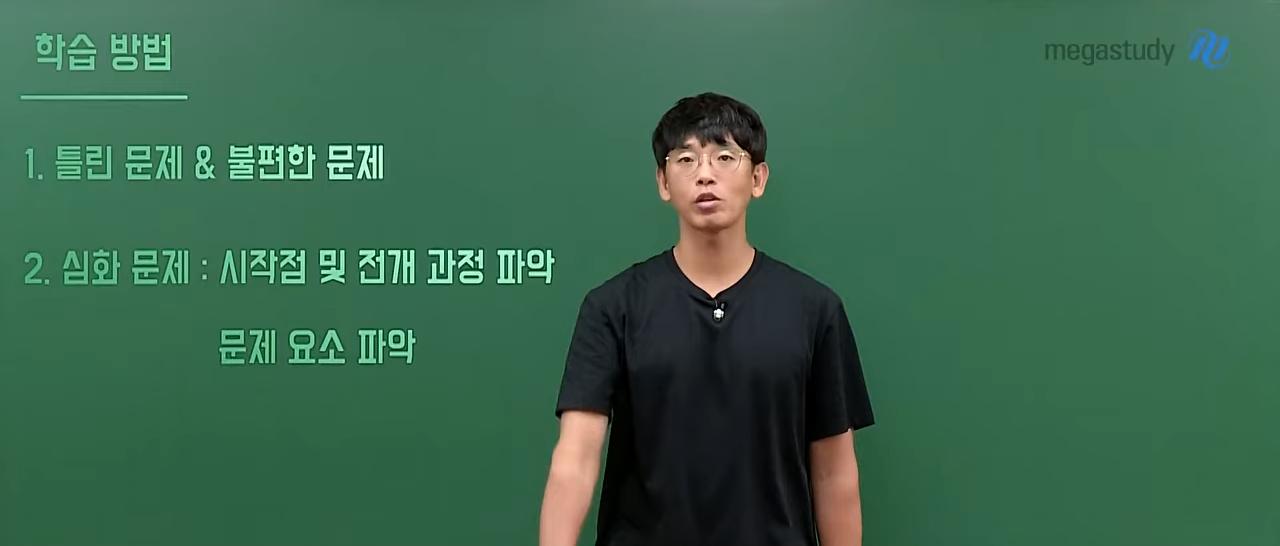 학습 방법
megastudy
1. 틀린 문제 & 불편한 문제
2. 심화 문제 : 시작점 및 전개 과정 파악
문제 요소 파악